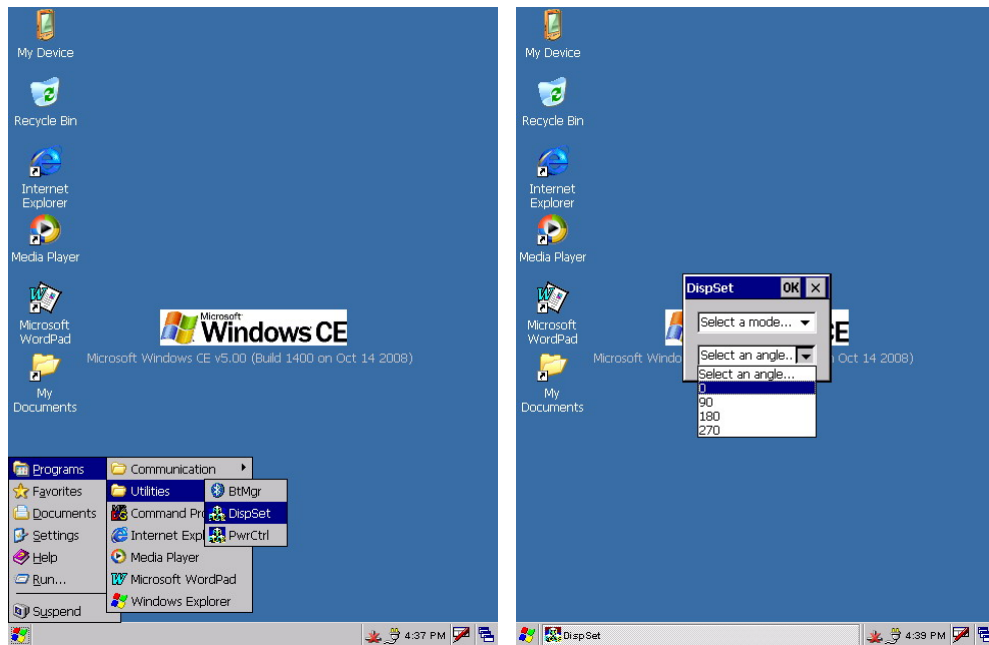 My Device
Recycle Bin
Internet
Explorer
Media Player
Microsoft
WordPad
My
Documents
Microsoft
Windows CE
Microsoft Windows CE v5.00 (Build 1400 on Oct 14 2008)
Programs
Favorites
Documents
Settings
Help
Run...
Suspend
Communication
Utilities
Command Pr
Internet Expl
Media Player
Microsoft WordPad
Windows Explorer
BtMgr
DispSet
PwrCtrl
4:37 PM
My Device
Recycle Bin
Internet
Explorer
Media Player
Microsoft
WordPad
My
Documents
CE
Microsoft Windo
Oct 14 2008)
DispSet OK
Select a mode...
Select an angle..
Select an angle...
0
90
180
270
DispSet
4:39 PM